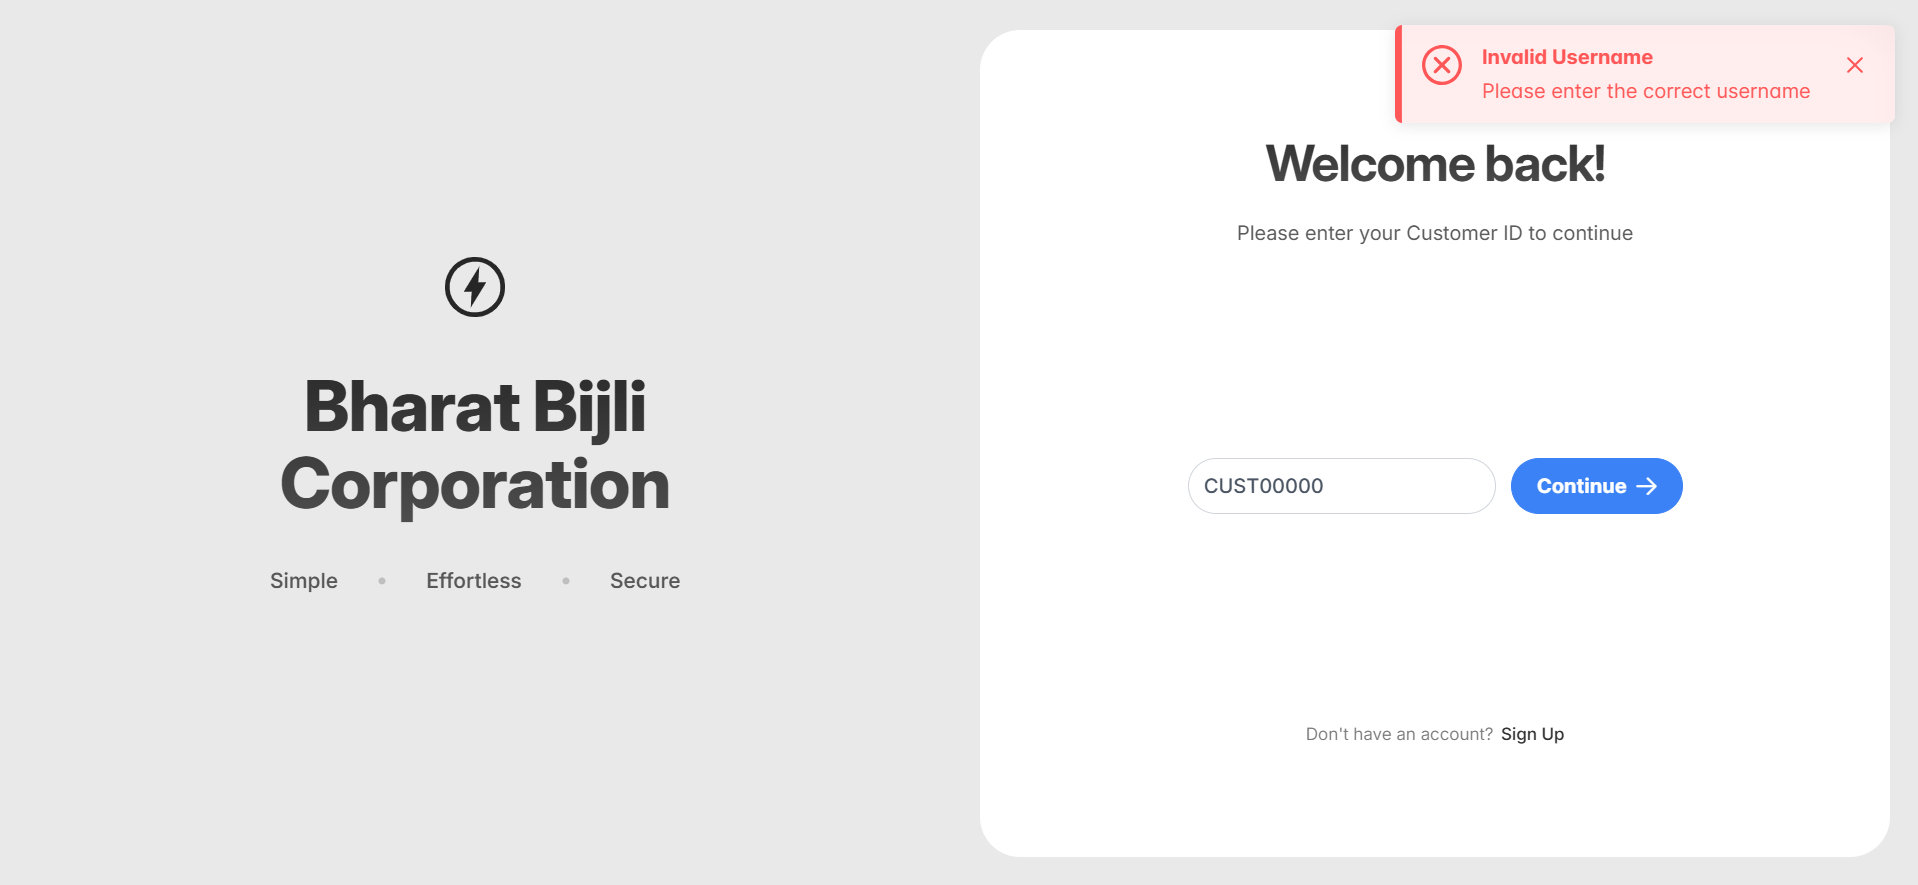 Bharat Bijli
Corporation
Simple • Effortless • Secure
Invalid Username
Please enter the correct username
Welcome back!
Please enter your Customer ID to continue
CUST00000
Continue →
Don't have an account? Sign Up